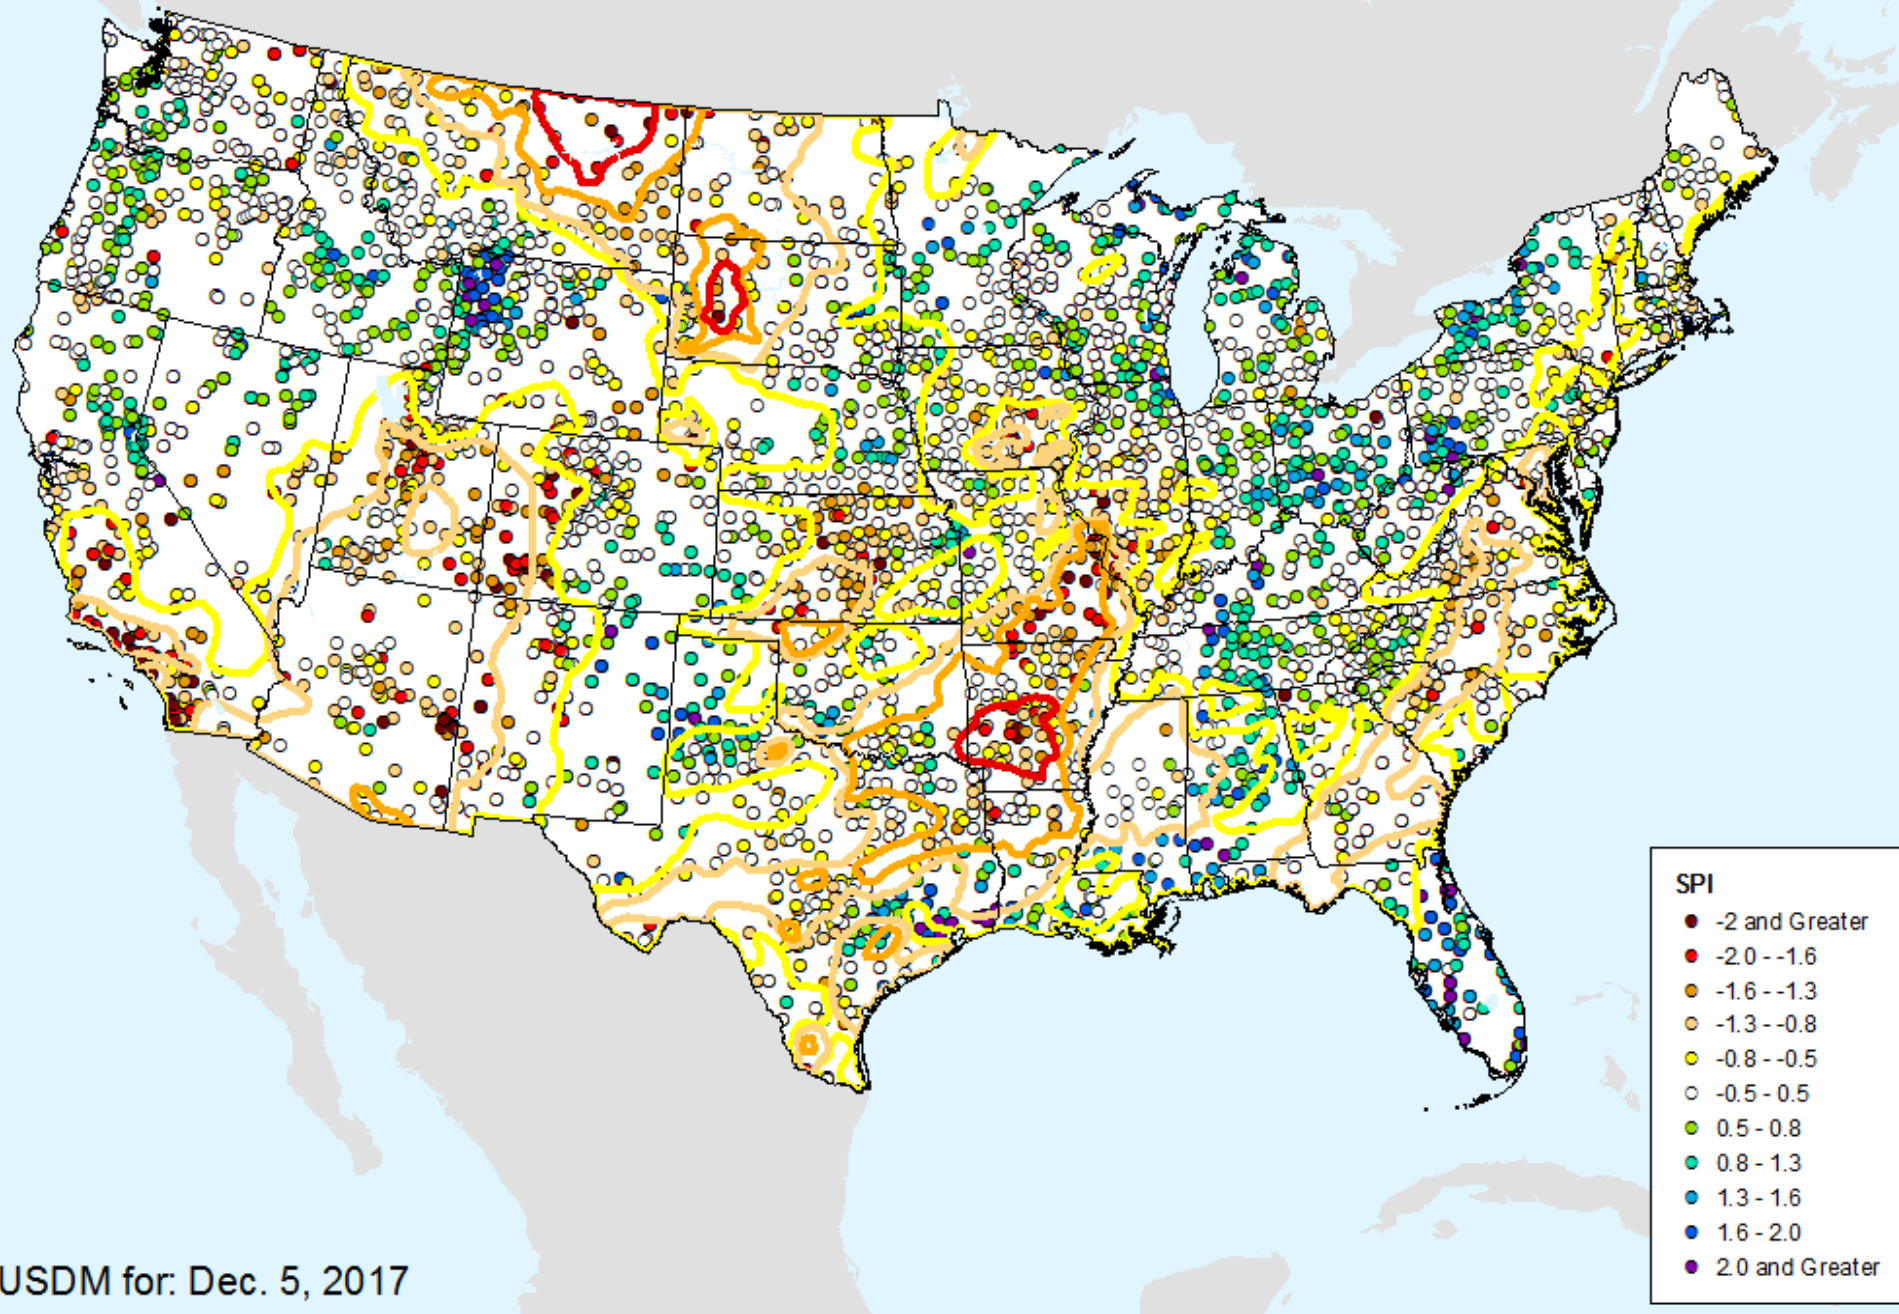 SPI
-2 and Greater
-2.0 - -1.6
-1.6 - -1.3
-1.3 - -0.8
-0.8 - -0.5
-0.5 - 0.5
0.5 - 0.8
0.8 - 1.3
1.3 - 1.6
1.6 - 2.0
2.0 and Greater
USDM for: Dec. 5, 2017